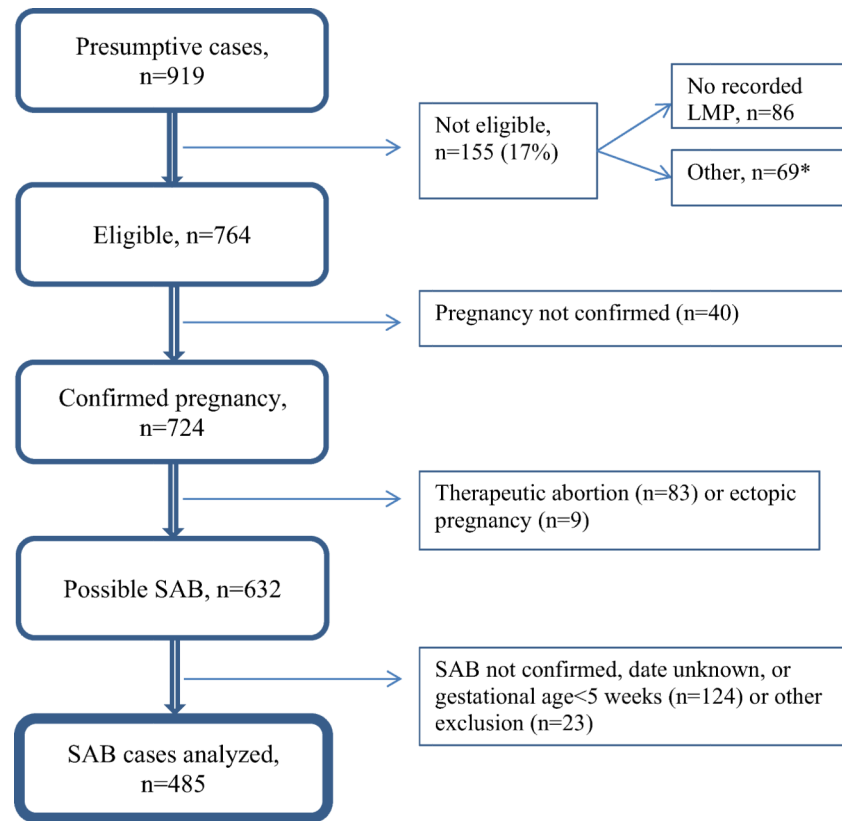 Presumptive cases,
n=919
Not eligible,
n=155 (17%)
No recorded
LMP, n=86
Other, n=69*
Eligible, n=764
Pregnancy not confirmed (n=40)
Confirmed pregnancy,
n=724
Therapeutic abortion (n=83) or ectopic
pregnancy (n=9)
Possible SAB, n=632
SAB not confirmed, date unknown, or
gestational age<5 weeks (n=124) or other
exclusion (n=23)
SAB cases analyzed,
n=485